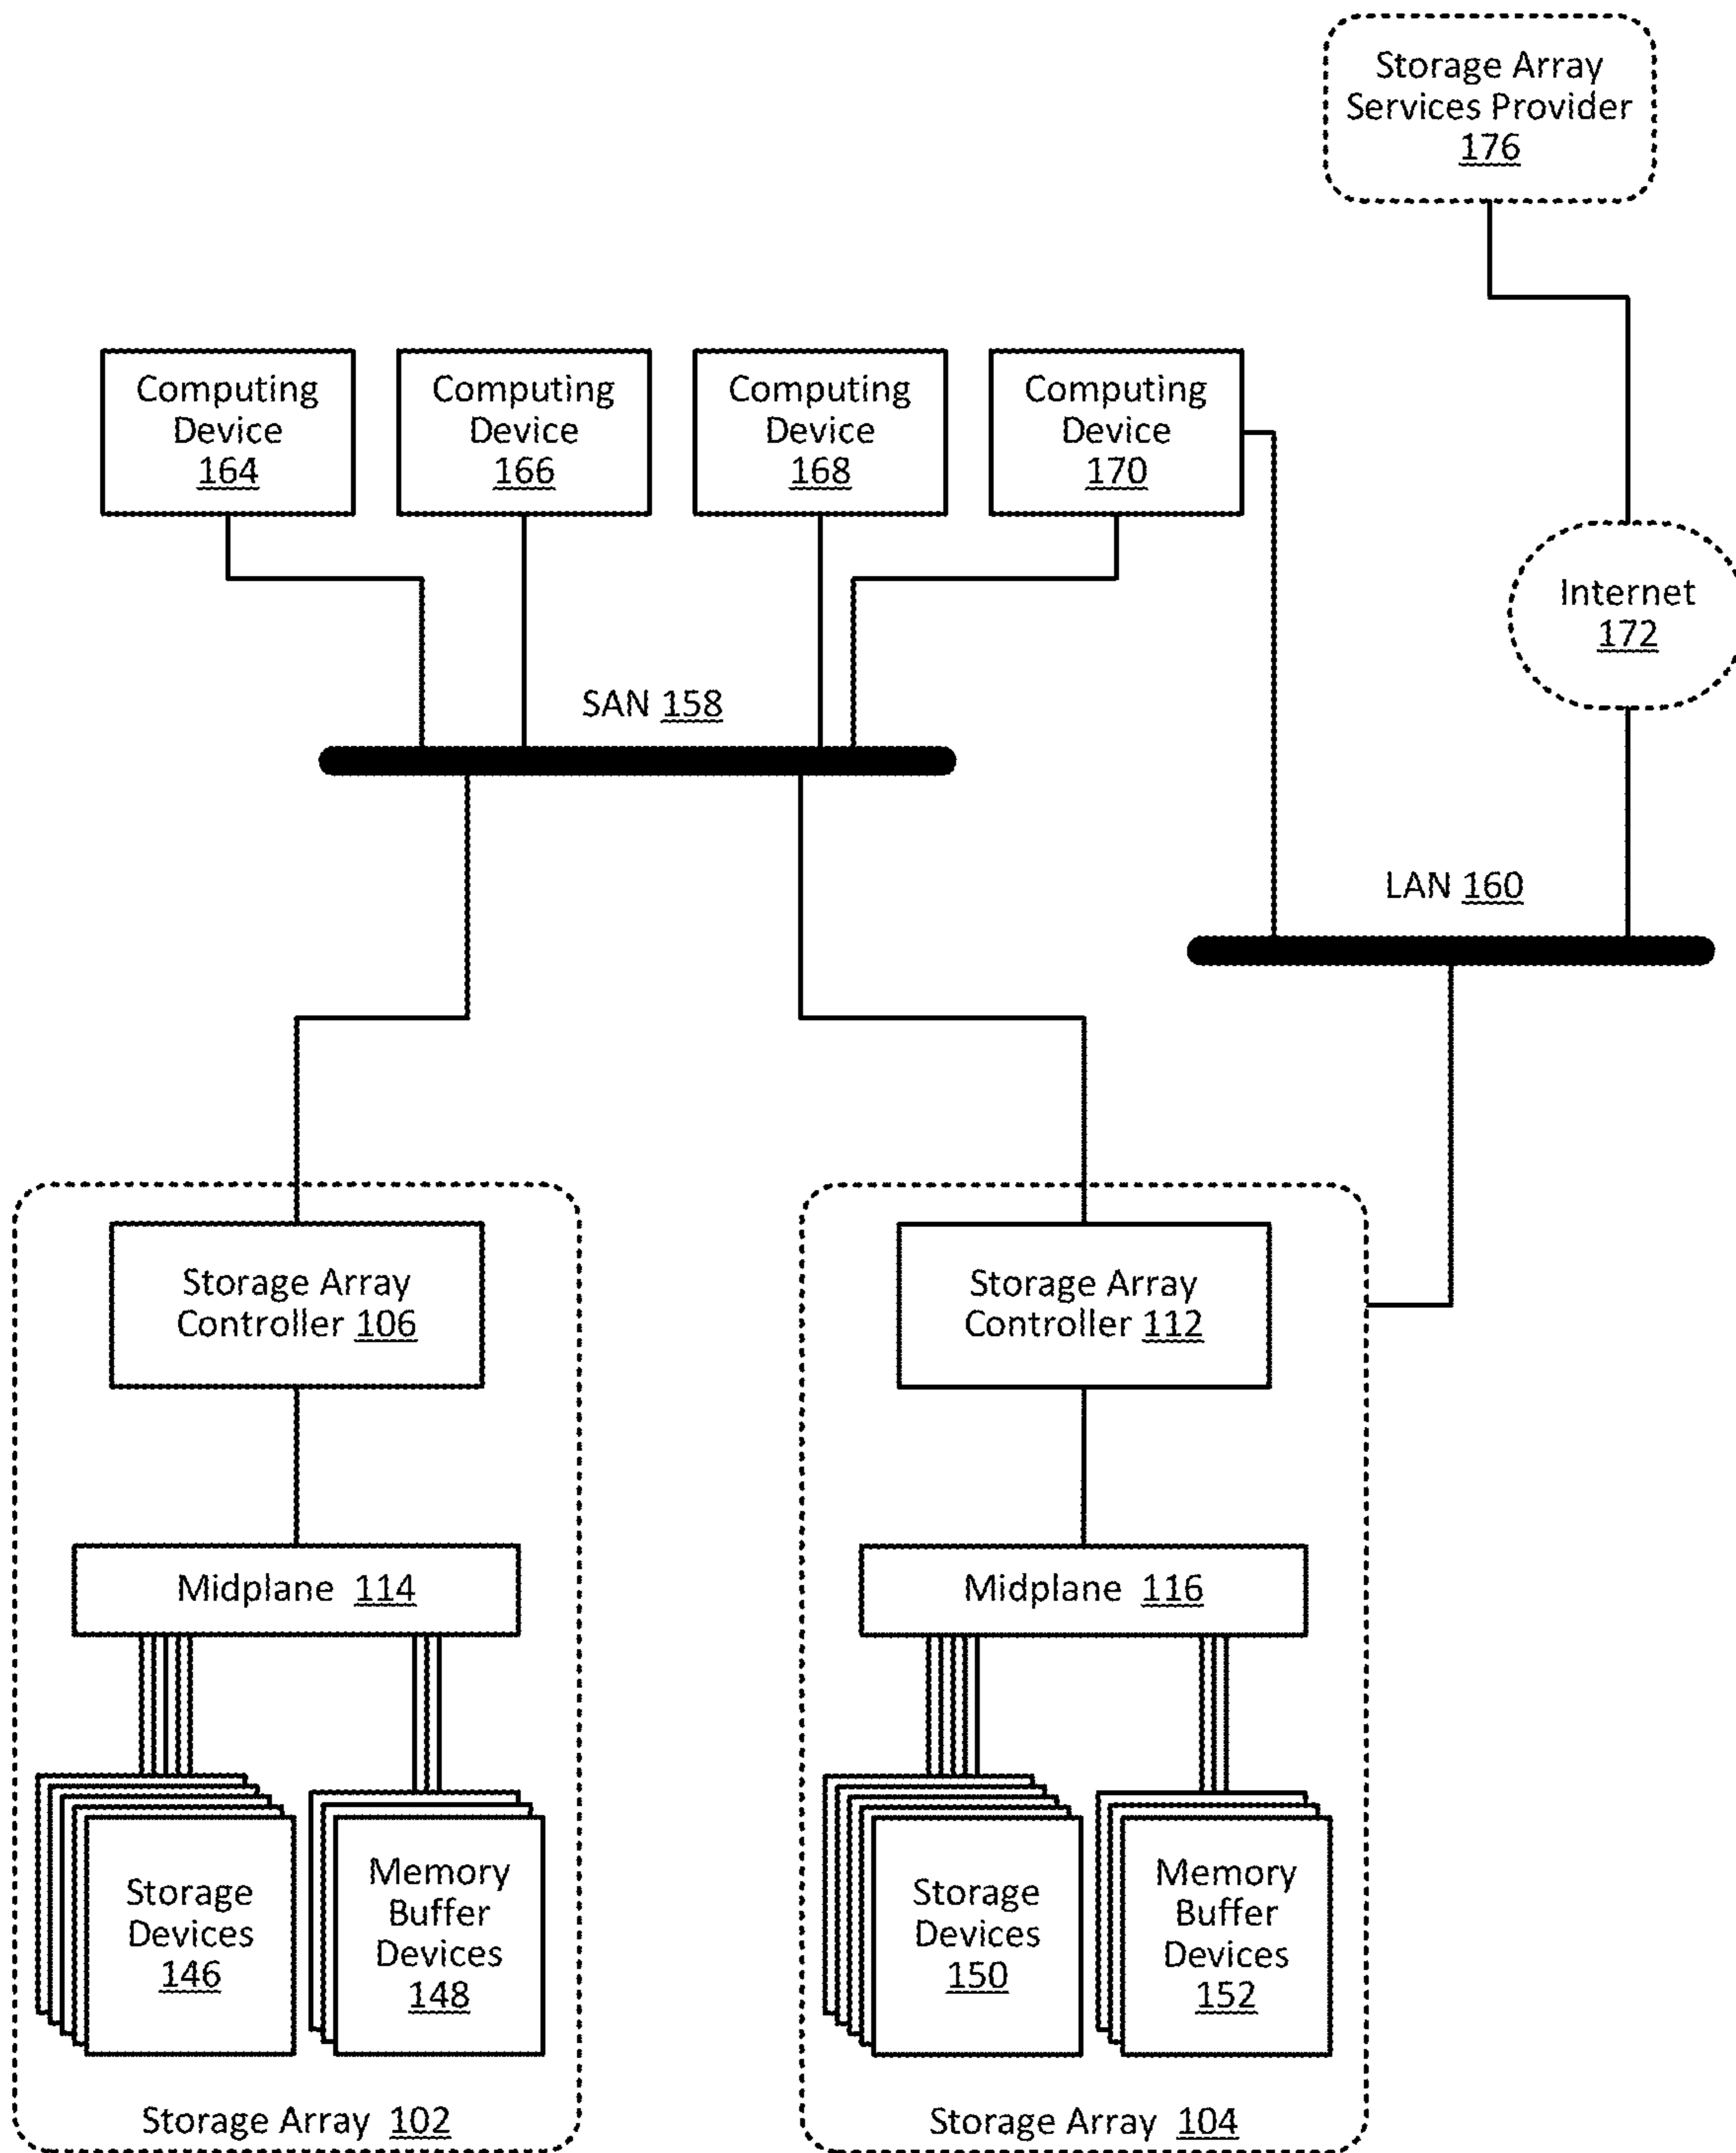 Storage Array
Services Provider
176
Computing
Device
164
Computing
Device
166
Computing
Device
168
Computing
Device
170
Internet
172
SAN 158
LAN 160
Storage Array
Controller 106
Storage Array
Controller 112
Midplane 114
Midplane 116
Storage
Devices
146
Memory
Buffer
Devices
148
Storage
Devices
150
Memory
Buffer
Devices
152
Storage Array 102
Storage Array 104